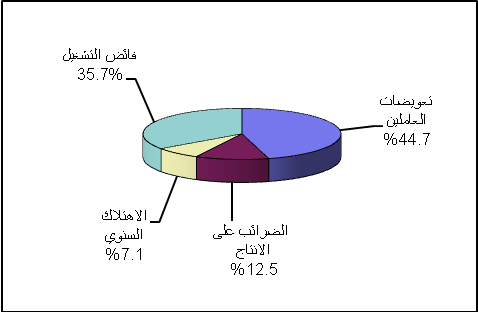 فائض التشغيل
35.7%
تعويضات
العاملين
%44.7
الاهتلاك
السنوي
%7.1
الضرائب على
الانتاج
%12.5